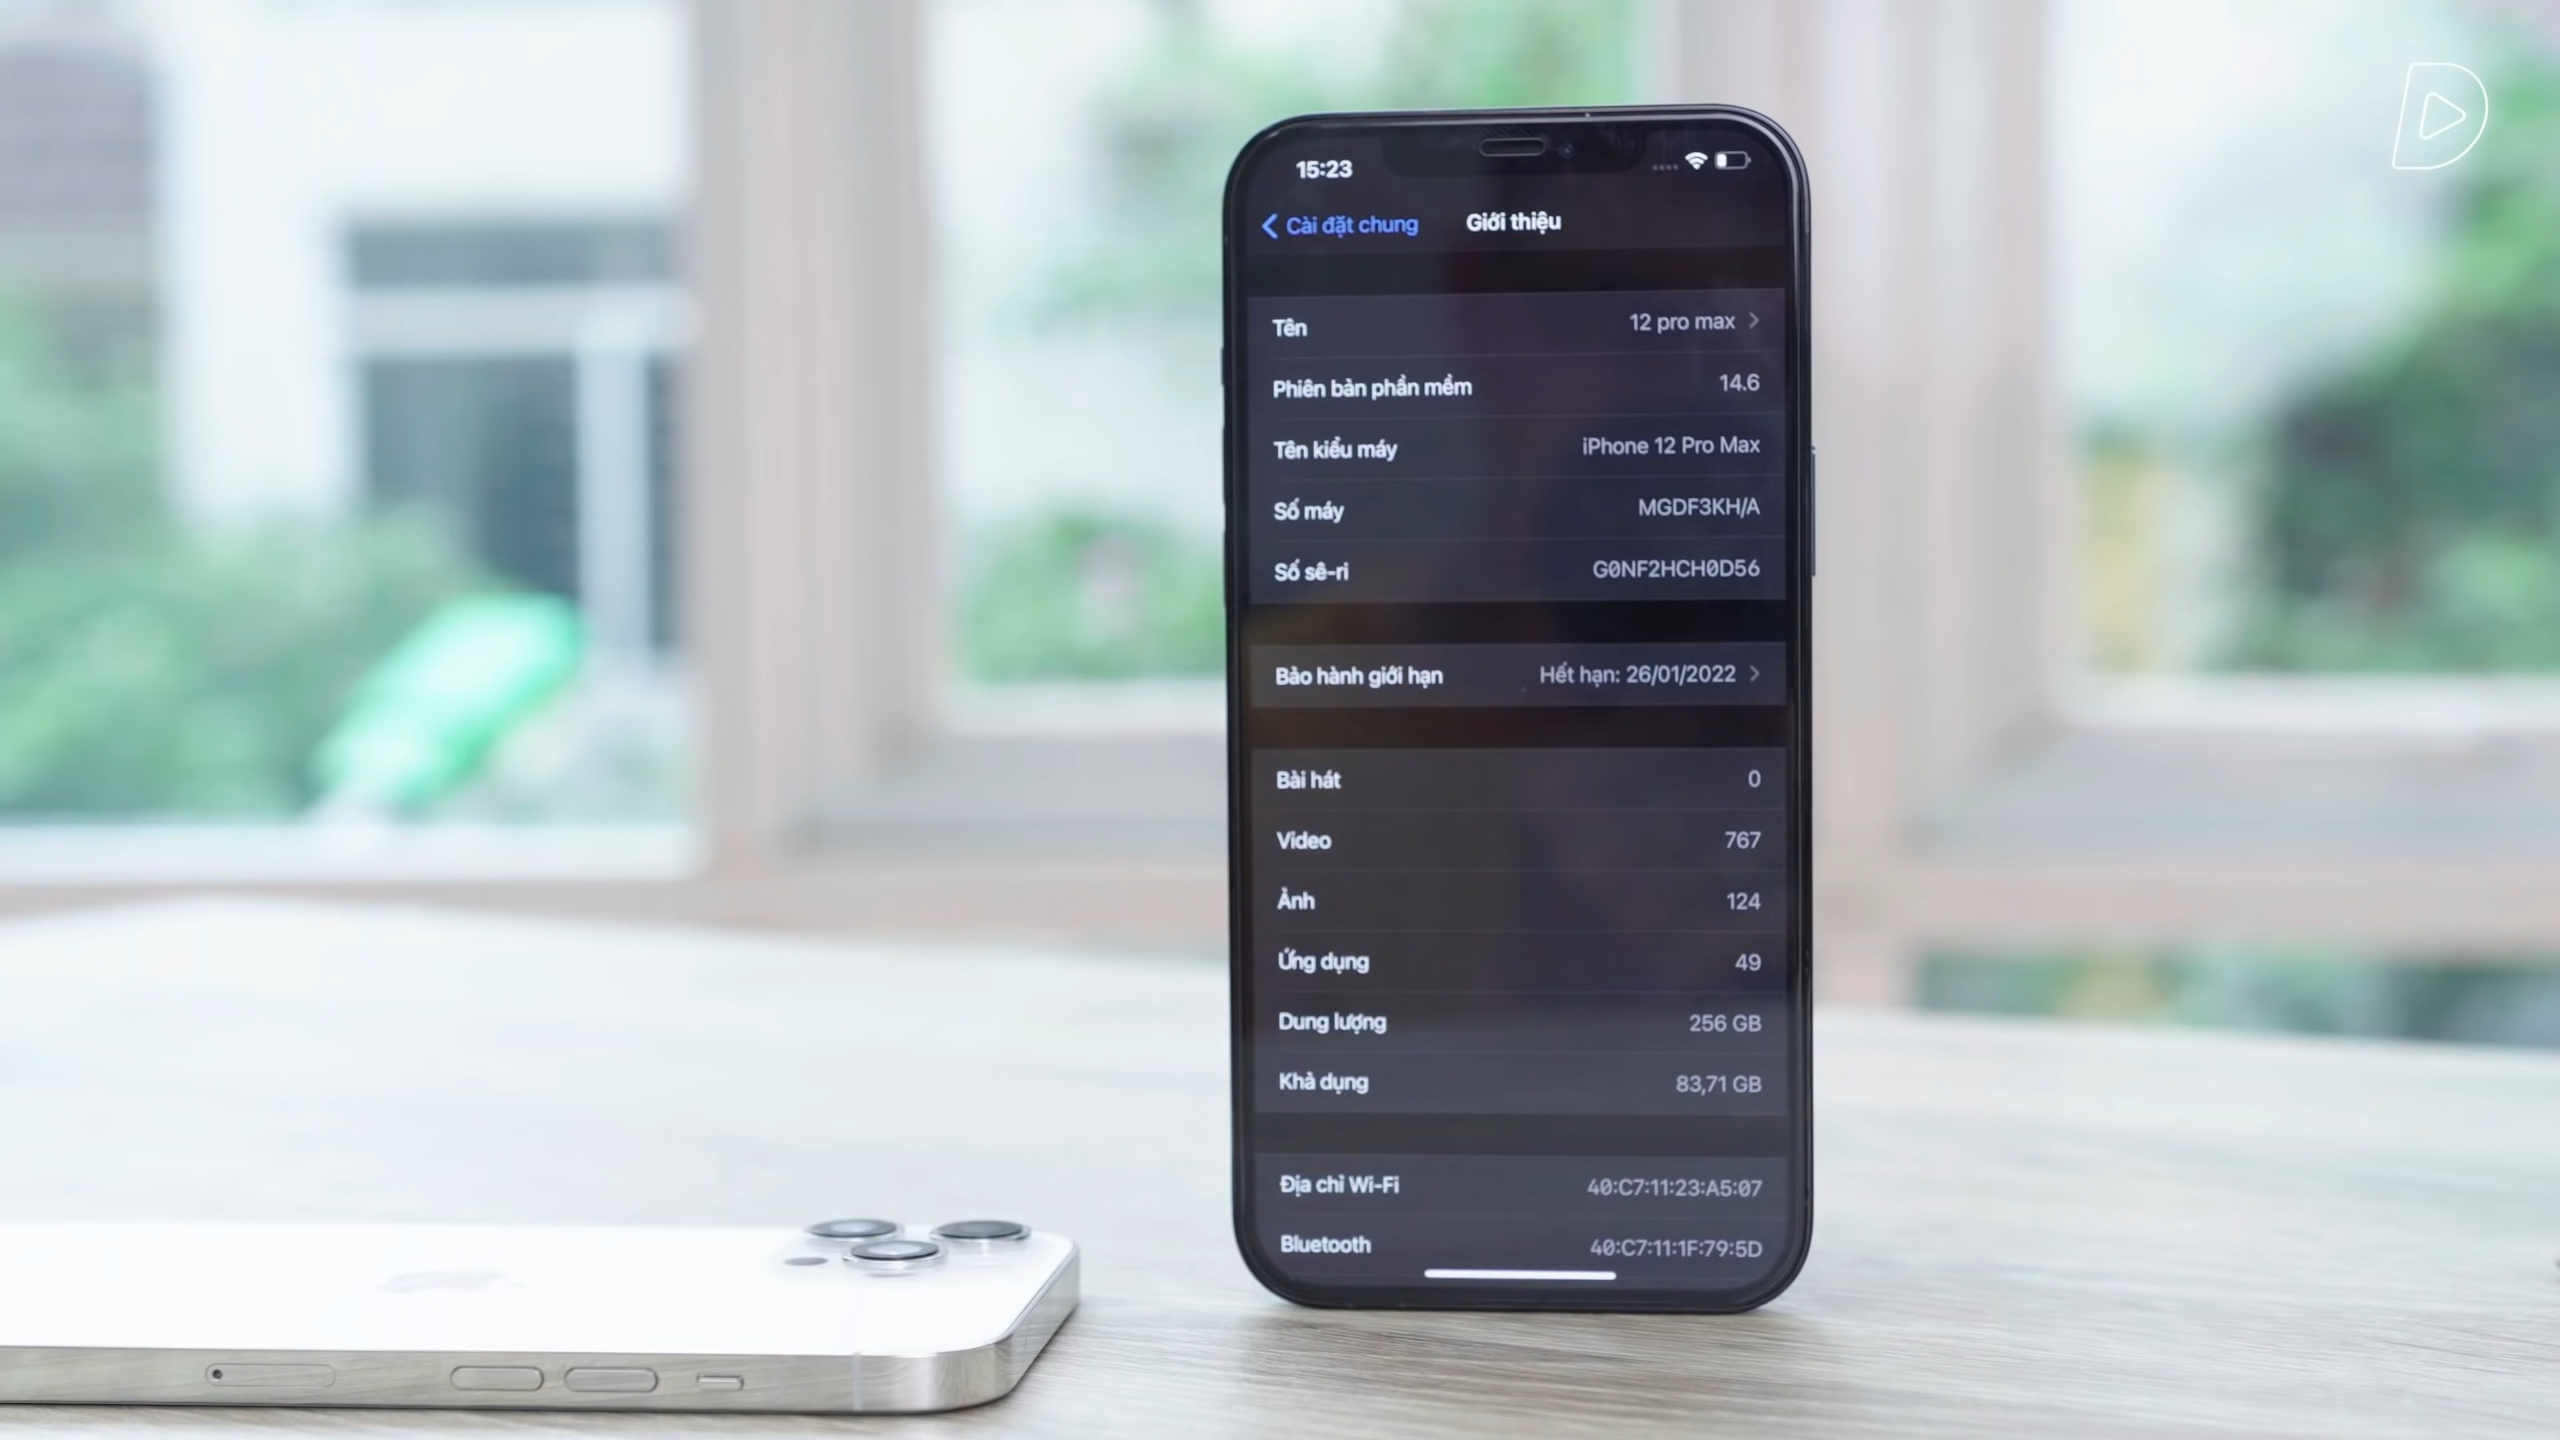 15:23
Cài đặt chung Giới thiệu
Tên 12 pro max
Phiên bản phần mềm 14.6
Tên kiểu máy iPhone 12 Pro Max
Số máy MGDF3KH/A
Số sê-ri G0NF2HCH0D56
Bảo hành giới hạn Hết hạn: 26/01/2022
Bài hát 0
Video 767
Ảnh 124
Ứng dụng 49
Dung lượng 256 GB
Khả dụng 83,71 GB
Địa chỉ Wi-Fi 40:C7:11:23:A5:07
Bluetooth 40:C7:11:1F:79:5D